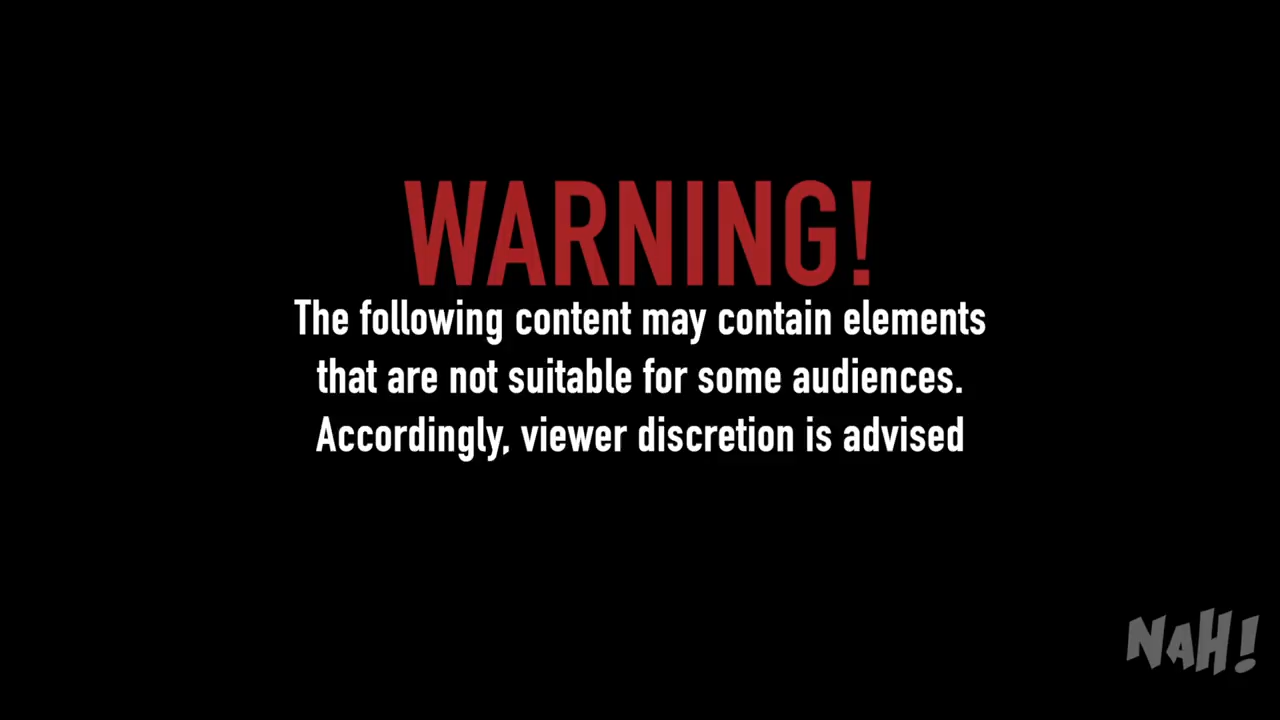 WARNING!
The following content may contain elements
that are not suitable for some audiences.
Accordingly, viewer discretion is advised
NAH!